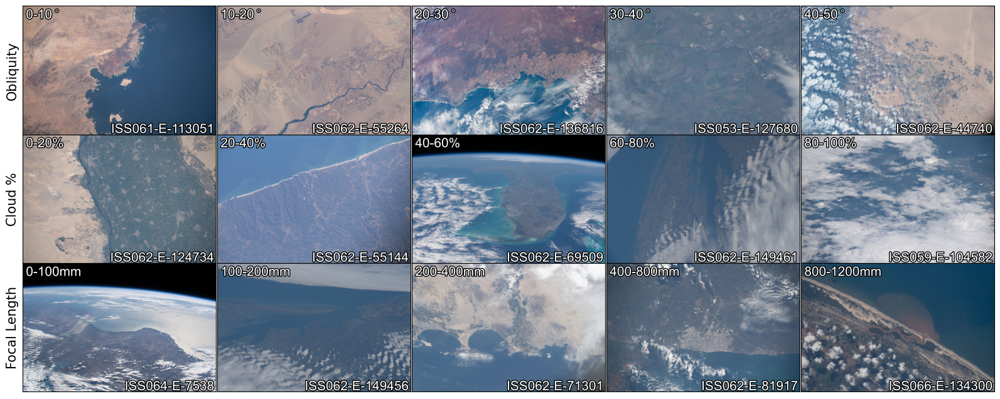 Obliquity
0-10°
10-20°
20-30°
30-40°
40-50°
ISS061-E-113051
ISS062-E-55264
ISS062-E-136816
ISS053-E-127680
ISS062-E-44740
Cloud %
0-20%
20-40%
40-60%
60-80%
80-100%
ISS062-E-124734
ISS062-E-55144
ISS062-E-69509
ISS062-E-149461
ISS059-E-104582
Focal Length
0-100mm
100-200mm
200-400mm
400-800mm
800-1200mm
ISS064-E-7538
ISS062-E-149456
ISS062-E-71301
ISS062-E-81917
ISS066-E-134300